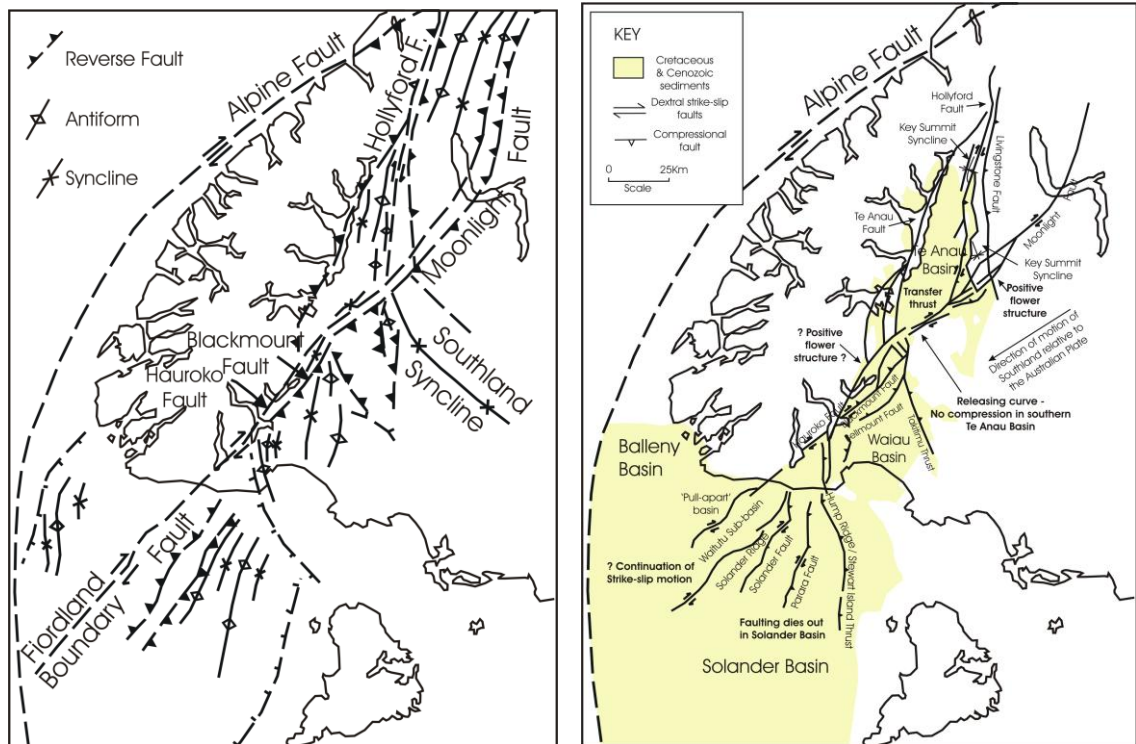 Reverse Fault
Antiform
Syncline
Alpine Fault
Hollyford F.
Moonlight
Fault
Blackmount
Fault
Hauroko
Fault
Southland
Syncline
Fiordland
Boundary
Fault
KEY
Cretaceous
& Cenozoic
sediments
Dextral strike-slip
faults
Compressional
fault
0 25Km
Scale
Alpine Fault
Hollyford
Fault
Key Summit
Syncline
Livingstone Fault
Te Anau
Fault
Te Anau
Basin
Moonlight
Fault
Key Summit
Syncline
Transfer
thrust
Positive
flower
structure
? Positive
flower
structure ?
Direction of motion of
Southland relative to
the Australian Plate
Releasing curve -
No compression in southern
Te Anau Basin
Hauroko Fault
Blackmount Fault
Takitimu Thrust
Waiau
Basin
Balleny
Basin
'Pull-apart'
basin
Waitutu Sub-basin
Solander Ridge
Solander Fault
Parara Fault
Hump Ridge/ Stewart Island Thrust
? Continuation of
Strike-slip motion
Faulting dies out
in Solander Basin
Solander Basin